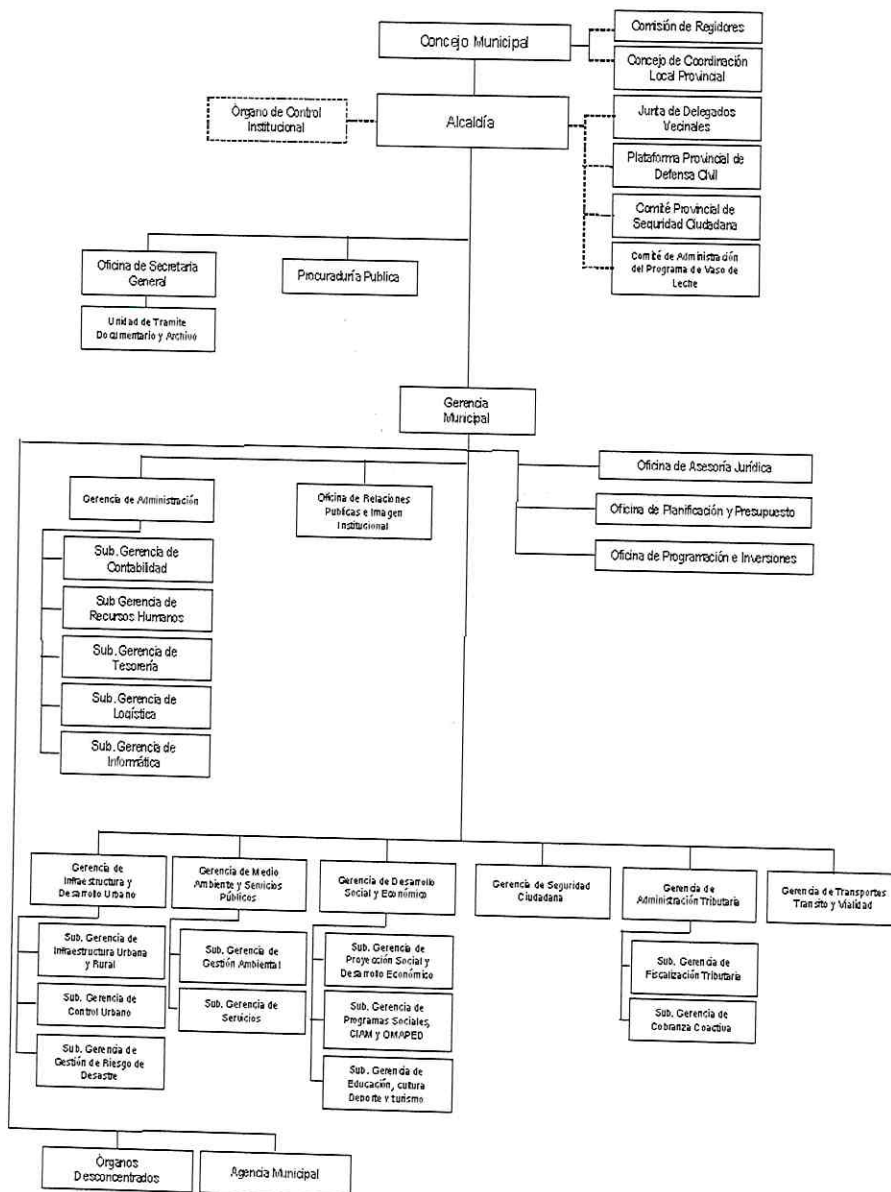 Concejo Municipal
Comisión de Regidores
Concejo de Coordinación
Local Provincial
Órgano de Control
Institucional
Alcaldía
Junta de Delegados
Vecinales
Plataforma Provincial de
Defensa Civil
Comité Provincial de
Seguridad Ciudadana
Comité de Administración
del Programa de Vaso de
Leche
Oficina de Secretaria
General
Procuraduría Publica
Unidad de Tramite
Documentario y Archivo
Gerencia
Municipal
Oficina de Asesoría Jurídica
Oficina de Planificación y Presupuesto
Oficina de Programación e Inversiones
Gerencia de Administración
Oficina de Relaciones
Publicas e Imagen
Institucional
Sub. Gerencia de
Contabilidad
Sub Gerencia de
Recursos Humanos
Sub. Gerencia de
Tesorería
Sub. Gerencia de
Logística
Sub. Gerencia de
Informática
Gerencia de
Infraestructura y
Desarrollo Urbano
Gerencia de Medio
Ambiente y Servicios
Públicos
Gerencia de Desarrollo
Social y Económico
Gerencia de Seguridad
Ciudadana
Gerencia de
Administración Tributaria
Gerencia de Transportes
Transito y Vialidad
Sub. Gerencia de
Infraestructura Urbana
y Rural
Sub. Gerencia de
Control Urbano
Sub. Gerencia de
Gestión de Riesgo de
Desastre
Sub. Gerencia de
Gestión Ambiental
Sub. Gerencia de
Servicios
Sub. Gerencia de
Proyección Social y
Desarrollo Económico
Sub. Gerencia de
Programas Sociales,
CIAM y OMAPED
Sub. Gerencia de
Educación, cutura
Deporte y turismo
Sub. Gerencia de
Fiscalización Tributaria
Sub. Gerencia de
Cobranza Coactiva
Órganos
Desconcentrados
Agencia Municipal